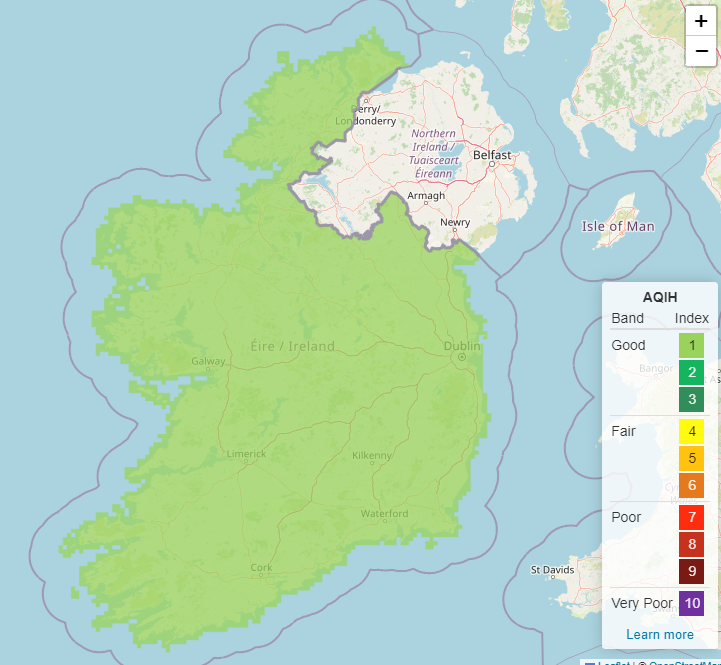 +
−
Derry/
Londonderry
Northern
Ireland /
Tuaisceart
Éireann
Belfast
Armagh
Newry
Isle of Man
Éire / Ireland
Dublin
Galway
Limerick
Kilkenny
Waterford
Cork
St Davids
Bangor
AQIH
Band Index
Good 1
2
3
Fair 4
5
6
Poor 7
8
9
Very Poor 10
Learn more
Leaflet | © OpenStreetMap